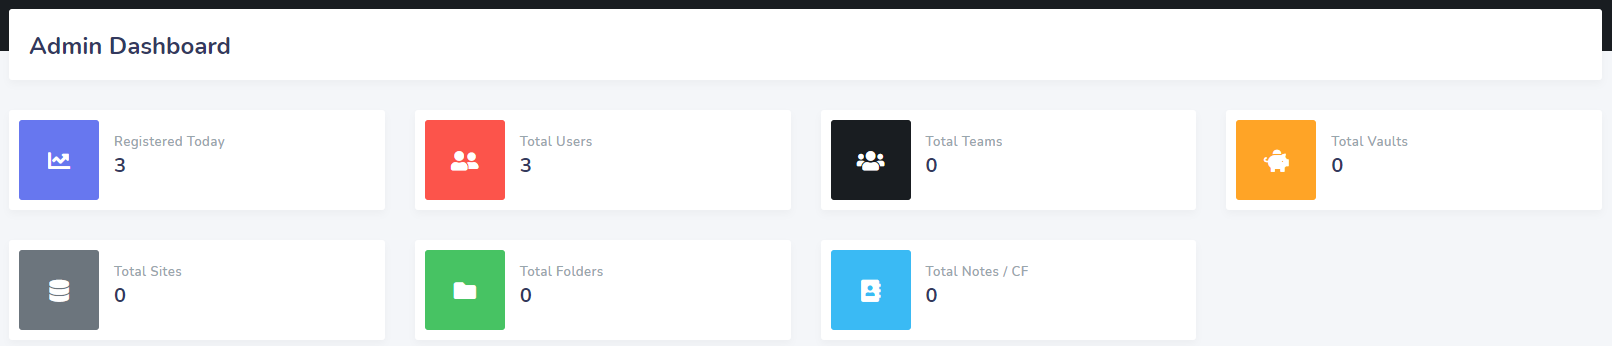 Admin Dashboard
Registered Today
3
Total Users
3
Total Teams
0
Total Vaults
0
Total Sites
0
Total Folders
0
Total Notes / CF
0